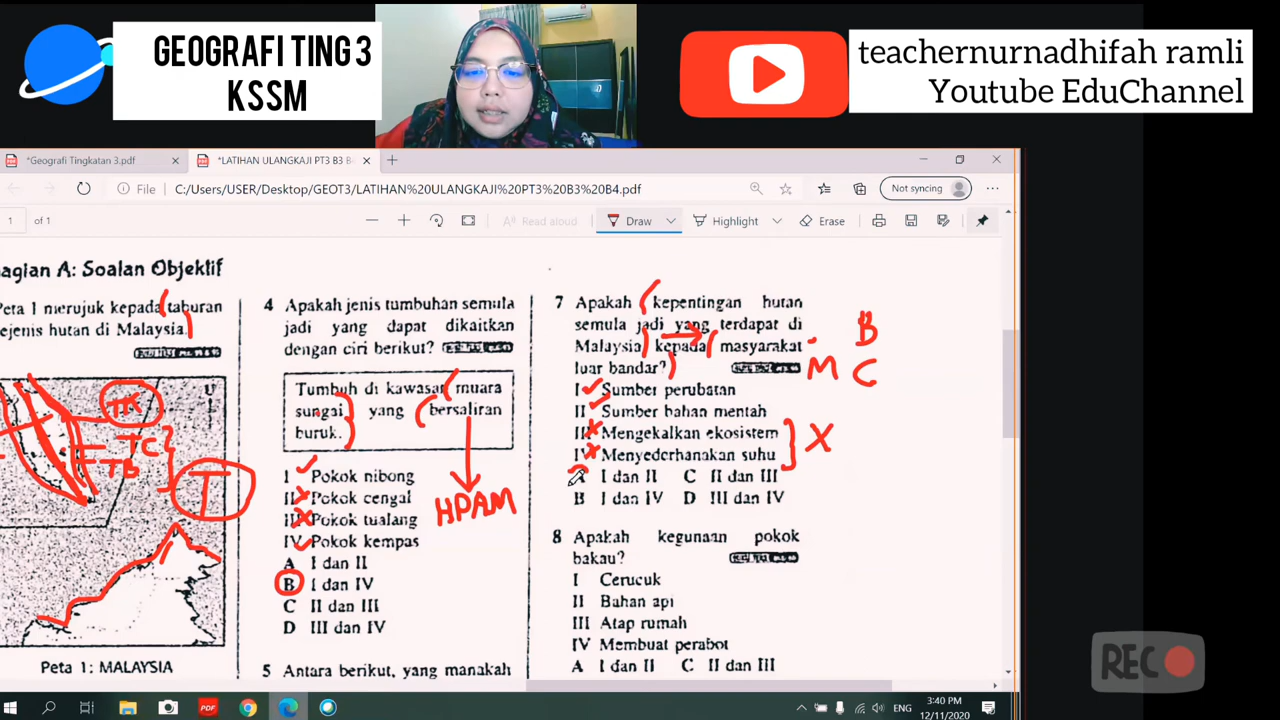 GEOGRAFI TING 3
KSSM
teachernurnadhifah ramli
Youtube EduChannel
*Geografi Tingkatan 3.pdf
*LATIHAN ULANGKAJI PT3 B3 B4
File
C:/Users/USER/Desktop/GEOT3/LATIHAN%20ULANGKAJI%20PT3%20B3%20B4.pdf
Not syncing
1 of 1
Read aloud
Draw
Highlight
Erase
agian A: Soalan Objektif
Peta 1 merujuk kepada taburan
ejenis hutan di Malaysia.
U
TK
TC
TB
T
Peta 1: MALAYSIA
4 Apakah jenis tumbuhan semula
jadi yang dapat dikaitkan
dengan ciri berikut?
Tumbuh di kawasan muara
sungai yang bersaliran
buruk.
HPAM
I Pokok nibong
II Pokok cengal
III Pokok tualang
IV Pokok kempas
A I dan II
B I dan IV
C II dan III
D III dan IV
5 Antara berikut, yang manakah
7 Apakah kepentingan hutan
semula jadi yang terdapat di
Malaysia kepada masyarakat
luar bandar?
B
M C
I Sumber perubatan
II Sumber bahan mentah
III Mengekalkan ekosistem
IV Menyederhanakan suhu
X
A I dan II C II dan III
B I dan IV D III dan IV
8 Apakah kegunaan pokok
bakau?
I Cerucuk
II Bahan api
III Atap rumah
IV Membuat perabot
A I dan II C II dan III
REC
PDF
ENG
3:40 PM
12/11/2020